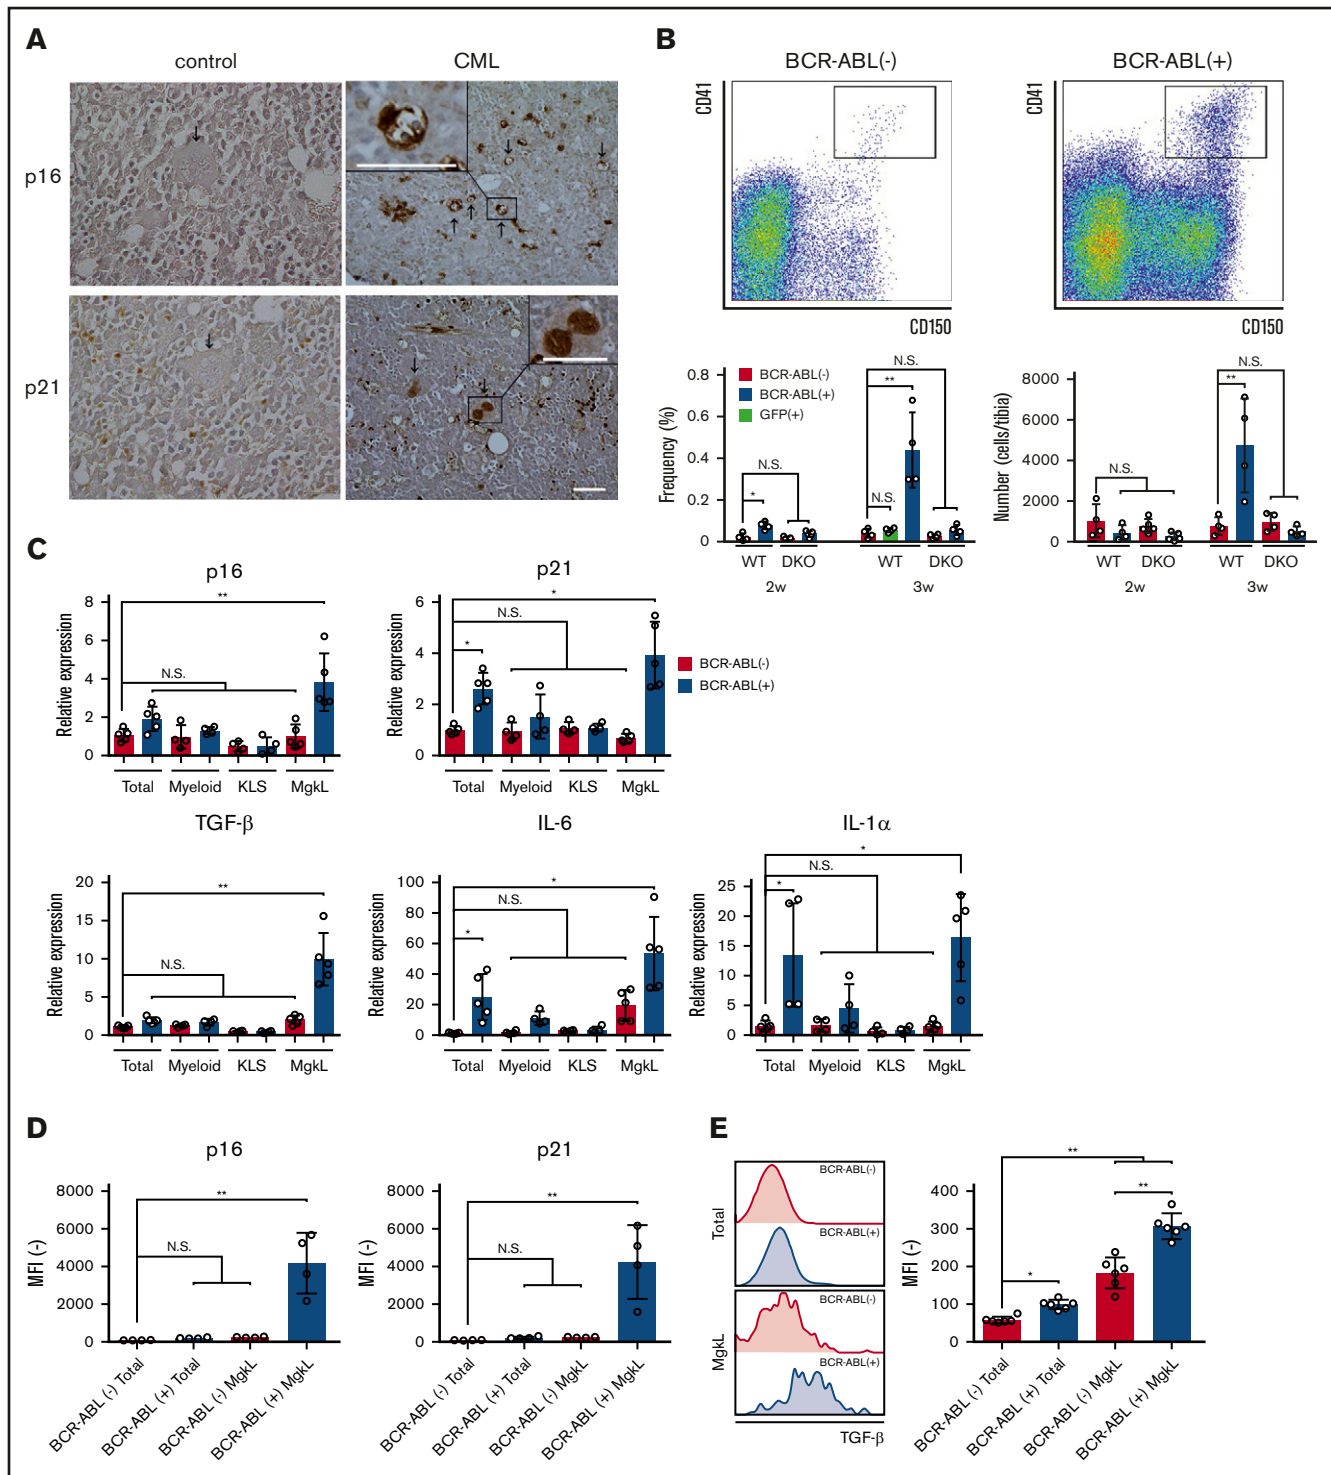 A
control
CML
p16
p21
B
BCR-ABL(-)
BCR-ABL(+)
CD41
CD41
CD150
CD150
Frequency (%)
0.8
0.6
0.4
0.2
0
BCR-ABL(-)
BCR-ABL(+)
GFP(+)
N.S.
*
N.S.
**
N.S.
WT
DKO
WT
DKO
2w
3w
Number (cells/tibia)
8000
6000
4000
2000
0
N.S.
N.S.
**
WT
DKO
WT
DKO
2w
3w
C
p16
Relative expression
8
6
4
2
0
**
N.S.
Total
Myeloid
KLS
MgkL
p21
Relative expression
6
4
2
0
*
N.S.
*
Total
Myeloid
KLS
MgkL
BCR-ABL(-)
BCR-ABL(+)
TGF-β
Relative expression
20
15
10
5
0
**
N.S.
Total
Myeloid
KLS
MgkL
IL-6
Relative expression
100
80
60
40
20
0
*
N.S.
*
Total
Myeloid
KLS
MgkL
IL-1α
Relative expression
25
20
15
10
5
0
*
N.S.
*
Total
Myeloid
KLS
MgkL
D
p16
MFI (-)
8000
6000
4000
2000
0
**
N.S.
BCR-ABL (-) Total
BCR-ABL (+) Total
BCR-ABL (-) MgkL
BCR-ABL (+) MgkL
p21
MFI (-)
8000
6000
4000
2000
0
**
N.S.
BCR-ABL (-) Total
BCR-ABL (+) Total
BCR-ABL (-) MgkL
BCR-ABL (+) MgkL
E
Total
BCR-ABL(-)
BCR-ABL(+)
MgkL
BCR-ABL(-)
BCR-ABL(+)
TGF-β
MFI (-)
400
300
200
100
0
**
**
*
BCR-ABL (-) Total
BCR-ABL (+) Total
BCR-ABL (-) MgkL
BCR-ABL (+) MgkL